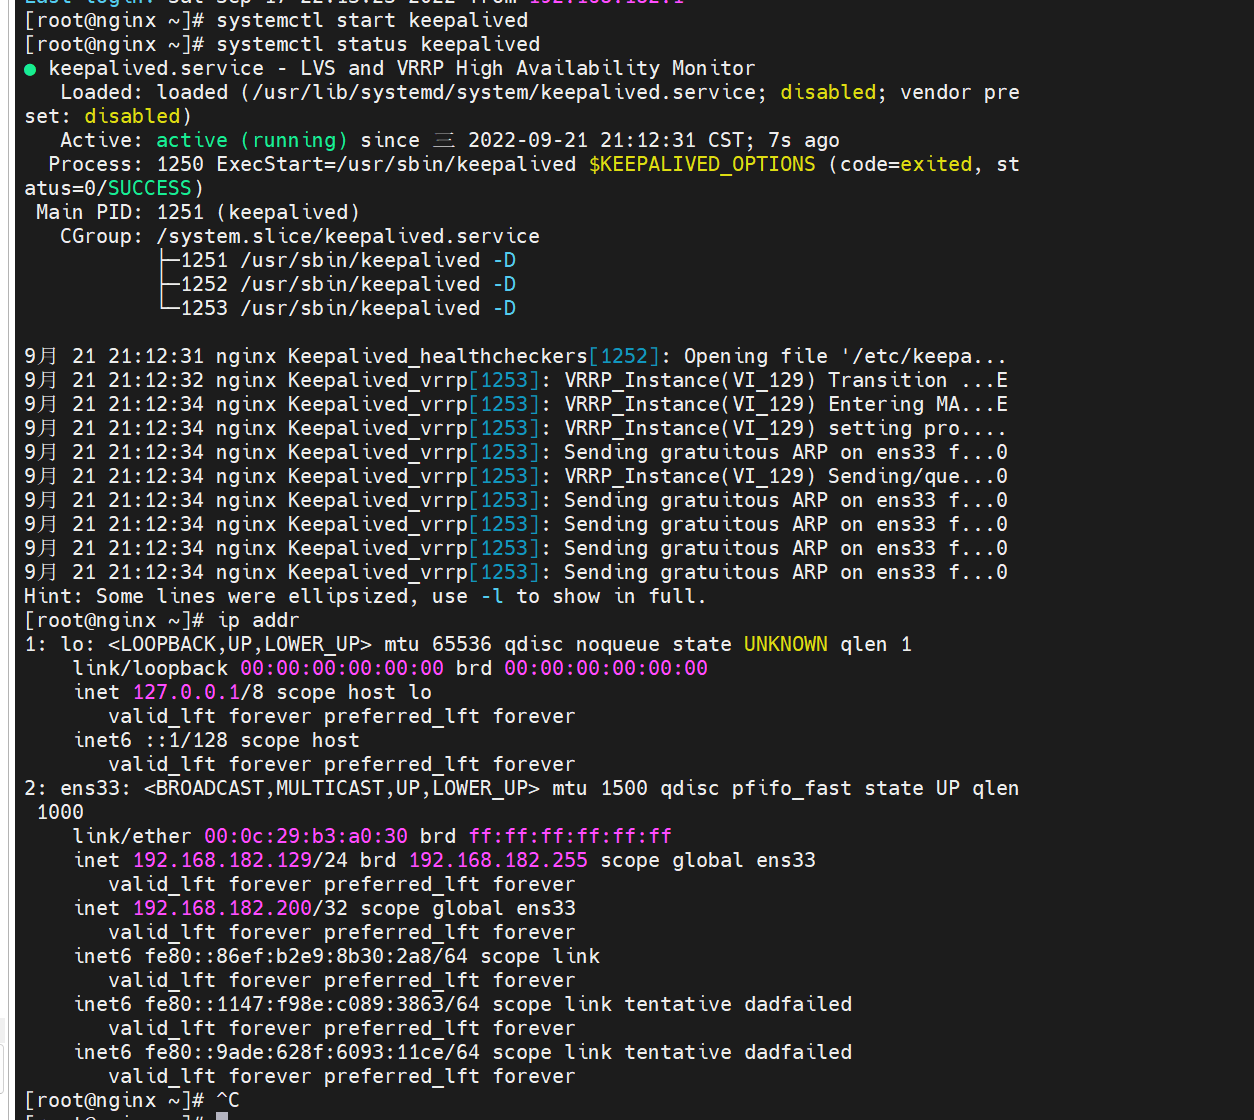 Last login: Sat Sep 17 22:13:23 2022 from 192.168.182.1
[root@nginx ~]# systemctl start keepalived
[root@nginx ~]# systemctl status keepalived
● keepalived.service - LVS and VRRP High Availability Monitor
   Loaded: loaded (/usr/lib/systemd/system/keepalived.service; disabled; vendor pre
set: disabled)
   Active: active (running) since 三 2022-09-21 21:12:31 CST; 7s ago
  Process: 1250 ExecStart=/usr/sbin/keepalived $KEEPALIVED_OPTIONS (code=exited, st
atus=0/SUCCESS)
 Main PID: 1251 (keepalived)
   CGroup: /system.slice/keepalived.service
           ├─1251 /usr/sbin/keepalived -D
           ├─1252 /usr/sbin/keepalived -D
           └─1253 /usr/sbin/keepalived -D

9月 21 21:12:31 nginx Keepalived_healthcheckers[1252]: Opening file '/etc/keepa...
9月 21 21:12:32 nginx Keepalived_vrrp[1253]: VRRP_Instance(VI_129) Transition ...E
9月 21 21:12:34 nginx Keepalived_vrrp[1253]: VRRP_Instance(VI_129) Entering MA...E
9月 21 21:12:34 nginx Keepalived_vrrp[1253]: VRRP_Instance(VI_129) setting pro....
9月 21 21:12:34 nginx Keepalived_vrrp[1253]: Sending gratuitous ARP on ens33 f...0
9月 21 21:12:34 nginx Keepalived_vrrp[1253]: VRRP_Instance(VI_129) Sending/que...0
9月 21 21:12:34 nginx Keepalived_vrrp[1253]: Sending gratuitous ARP on ens33 f...0
9月 21 21:12:34 nginx Keepalived_vrrp[1253]: Sending gratuitous ARP on ens33 f...0
9月 21 21:12:34 nginx Keepalived_vrrp[1253]: Sending gratuitous ARP on ens33 f...0
9月 21 21:12:34 nginx Keepalived_vrrp[1253]: Sending gratuitous ARP on ens33 f...0
Hint: Some lines were ellipsized, use -l to show in full.
[root@nginx ~]# ip addr
1: lo: <LOOPBACK,UP,LOWER_UP> mtu 65536 qdisc noqueue state UNKNOWN qlen 1
    link/loopback 00:00:00:00:00:00 brd 00:00:00:00:00:00
    inet 127.0.0.1/8 scope host lo
       valid_lft forever preferred_lft forever
    inet6 ::1/128 scope host
       valid_lft forever preferred_lft forever
2: ens33: <BROADCAST,MULTICAST,UP,LOWER_UP> mtu 1500 qdisc pfifo_fast state UP qlen
 1000
    link/ether 00:0c:29:b3:a0:30 brd ff:ff:ff:ff:ff:ff
    inet 192.168.182.129/24 brd 192.168.182.255 scope global ens33
       valid_lft forever preferred_lft forever
    inet 192.168.182.200/32 scope global ens33
       valid_lft forever preferred_lft forever
    inet6 fe80::86ef:b2e9:8b30:2a8/64 scope link
       valid_lft forever preferred_lft forever
    inet6 fe80::1147:f98e:c089:3863/64 scope link tentative dadfailed
       valid_lft forever preferred_lft forever
    inet6 fe80::9ade:628f:6093:11ce/64 scope link tentative dadfailed
       valid_lft forever preferred_lft forever
[root@nginx ~]# ^C
[root@nginx ~]#